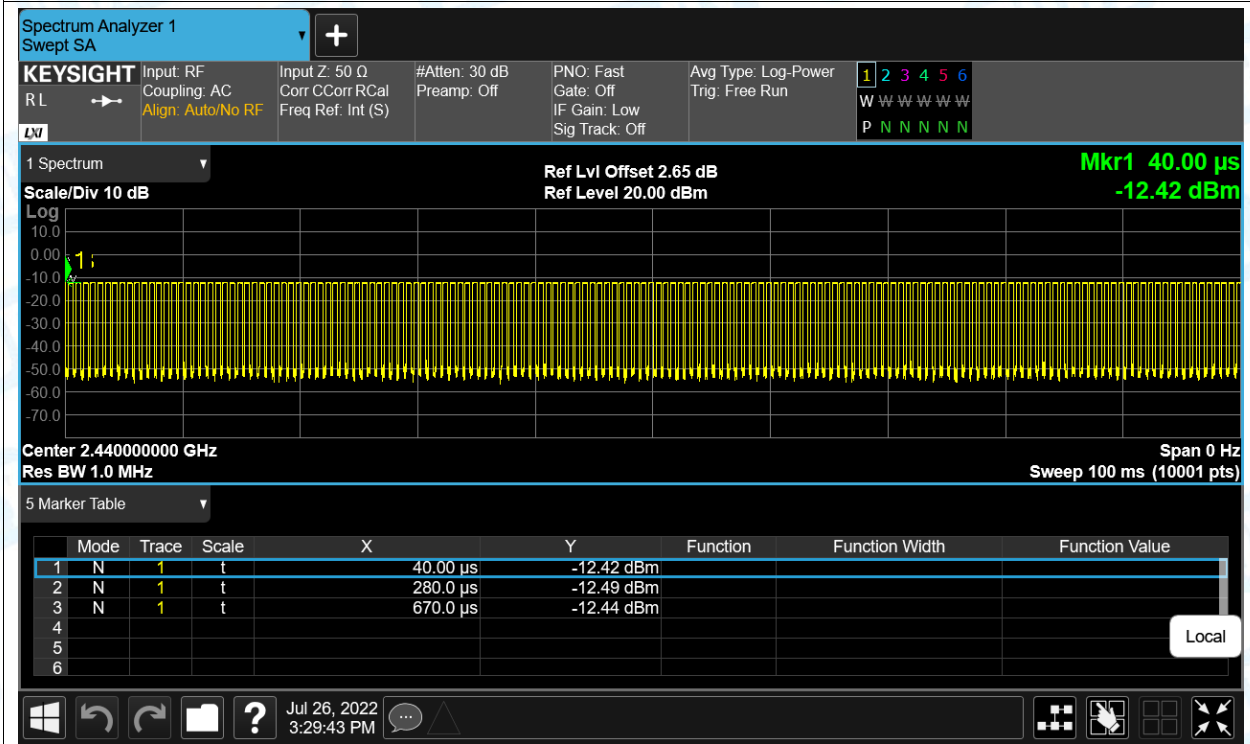 Spectrum Analyzer 1
Swept SA
+
KEYSIGHT
R L
LXI
Input: RF
Coupling: AC
Align: Auto/No RF
Input Z: 50 Ω
Corr CCorr RCal
Freq Ref: Int (S)
#Atten: 30 dB
Preamp: Off
PNO: Fast
Gate: Off
IF Gain: Low
Sig Track: Off
Avg Type: Log-Power
Trig: Free Run
1 2 3 4 5 6
W W W W W W
P N N N N N
1 Spectrum
Scale/Div 10 dB
Ref Lvl Offset 2.65 dB
Ref Level 20.00 dBm
Mkr1 40.00 µs
-12.42 dBm
Log
10.0
0.00
-10.0
-20.0
-30.0
-40.0
-50.0
-60.0
-70.0
1
Center 2.440000000 GHz
Res BW 1.0 MHz
Span 0 Hz
Sweep 100 ms (10001 pts)
5 Marker Table
Mode Trace Scale X Y Function Function Width Function Value
1 N 1 t 40.00 µs -12.42 dBm
2 N 1 t 280.0 µs -12.49 dBm
3 N 1 t 670.0 µs -12.44 dBm
4
5
6
Local
?
Jul 26, 2022
3:29:43 PM